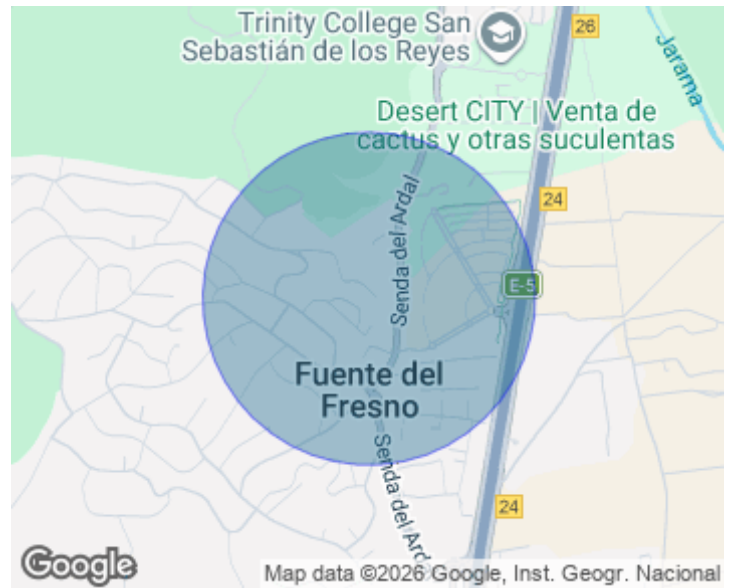 Trinity College San
Sebastián de los Reyes
26
Jarama
Desert CITY | Venta de
cactus y otras suculentas
24
Senda del Ardal
E-5
Fuente del
Fresno
Senda del Ard
24
Google
Map data ©2026 Google, Inst. Geogr. Nacional